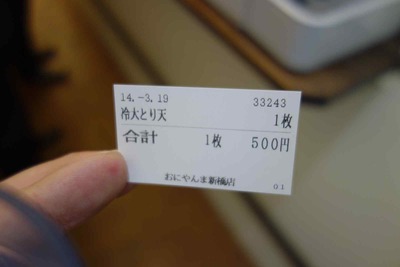 14.-3.19 33243
冷大とり天 1枚
合計 1枚 500円
おにやんま新橋店 01